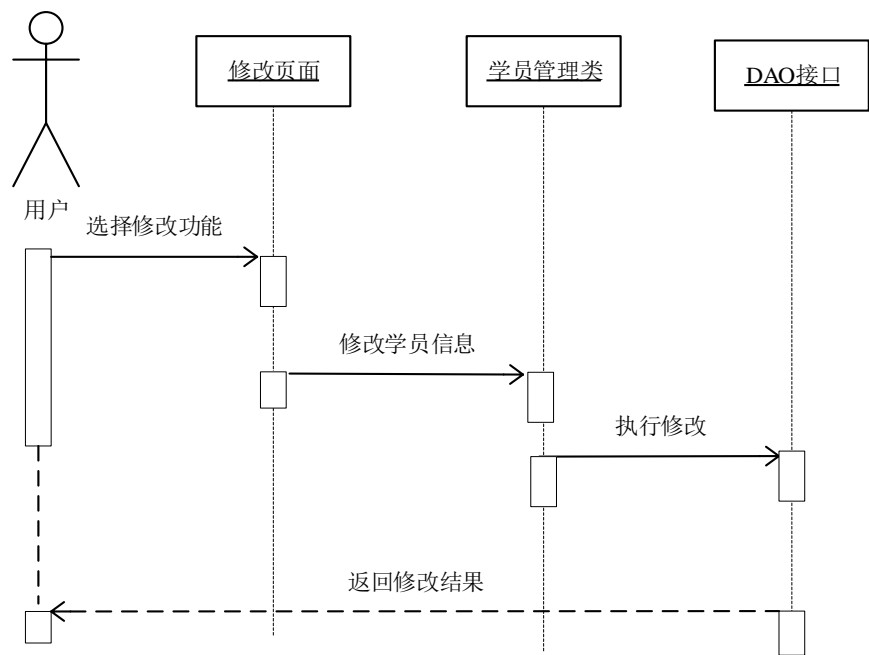 修改页面
学员管理类
DAO接口
用户
选择修改功能
修改学员信息
执行修改
返回修改结果